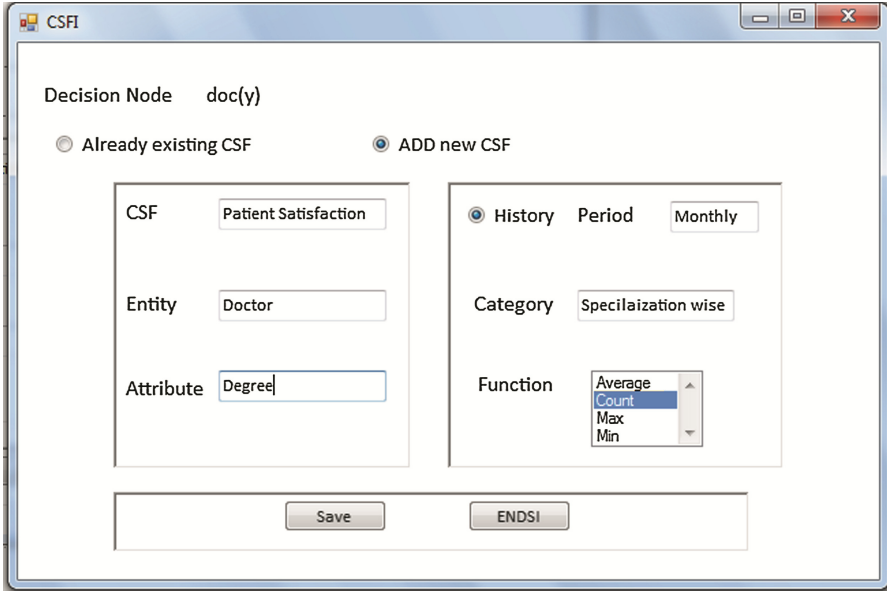 CSFI
Decision Node doc(y)
Already existing CSF ADD new CSF
CSF Patient Satisfaction
Entity Doctor
Attribute Degree
History Period Monthly
Category Specilaization wise
Function Average
Count
Max
Min
Save ENDSI